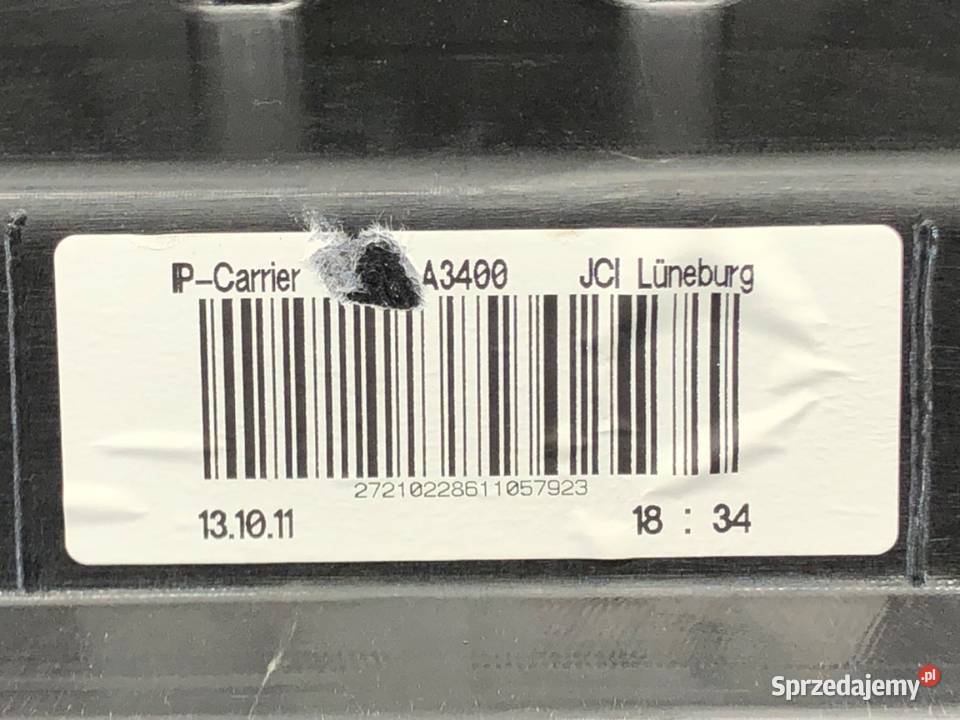 IP-Carrier A3400 JCI Lüneburg
27210228611057923
13.10.11 18 : 34
Sprzedajemy.pl